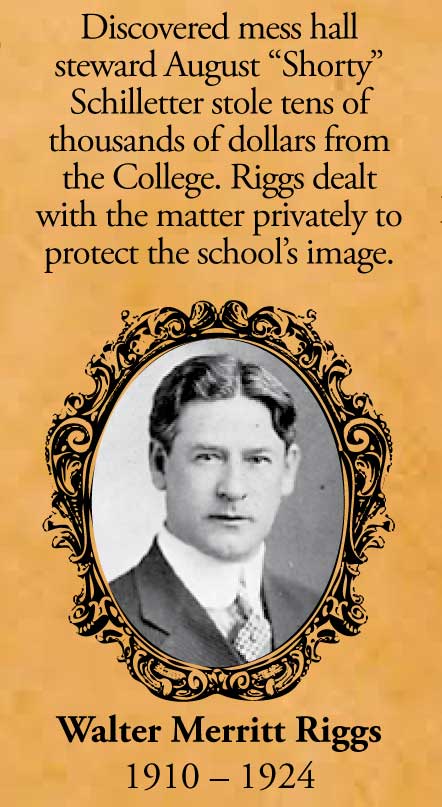 Discovered mess hall
steward August “Shorty”
Schilletter stole tens of
thousands of dollars from
the College. Riggs dealt
with the matter privately to
protect the school’s image.
Walter Merritt Riggs
1910 – 1924